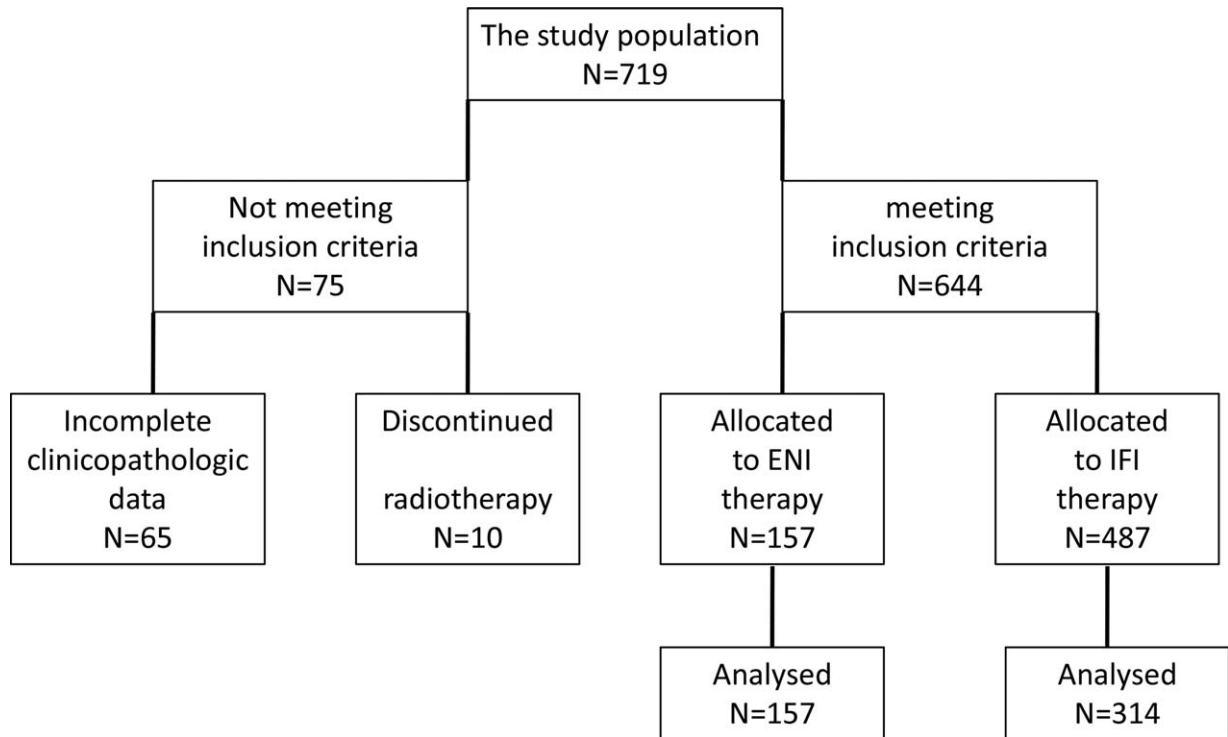 The study population
N=719
Not meeting
inclusion criteria
N=75
meeting
inclusion criteria
N=644
Incomplete
clinicopathologic
data
N=65
Discontinued
radiotherapy
N=10
Allocated
to ENI
therapy
N=157
Allocated
to IFI
therapy
N=487
Analysed
N=157
Analysed
N=314